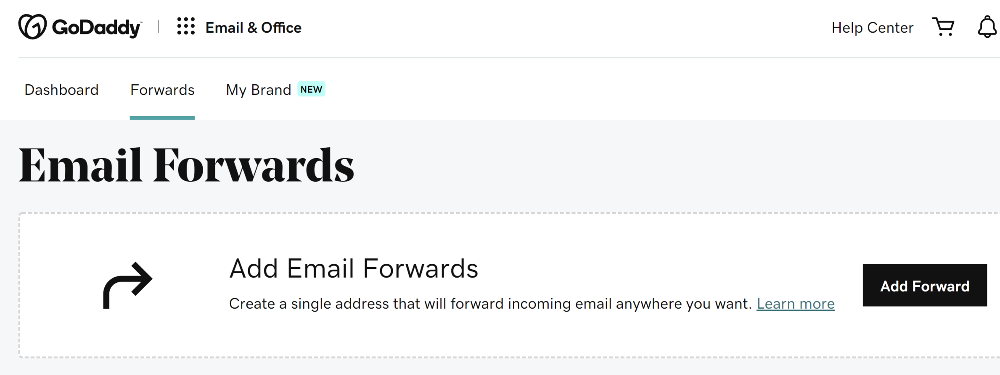 GoDaddy™ Email & Office Help Center
Dashboard Forwards My Brand NEW
Email Forwards
Add Email Forwards
Create a single address that will forward incoming email anywhere you want. Learn more
Add Forward